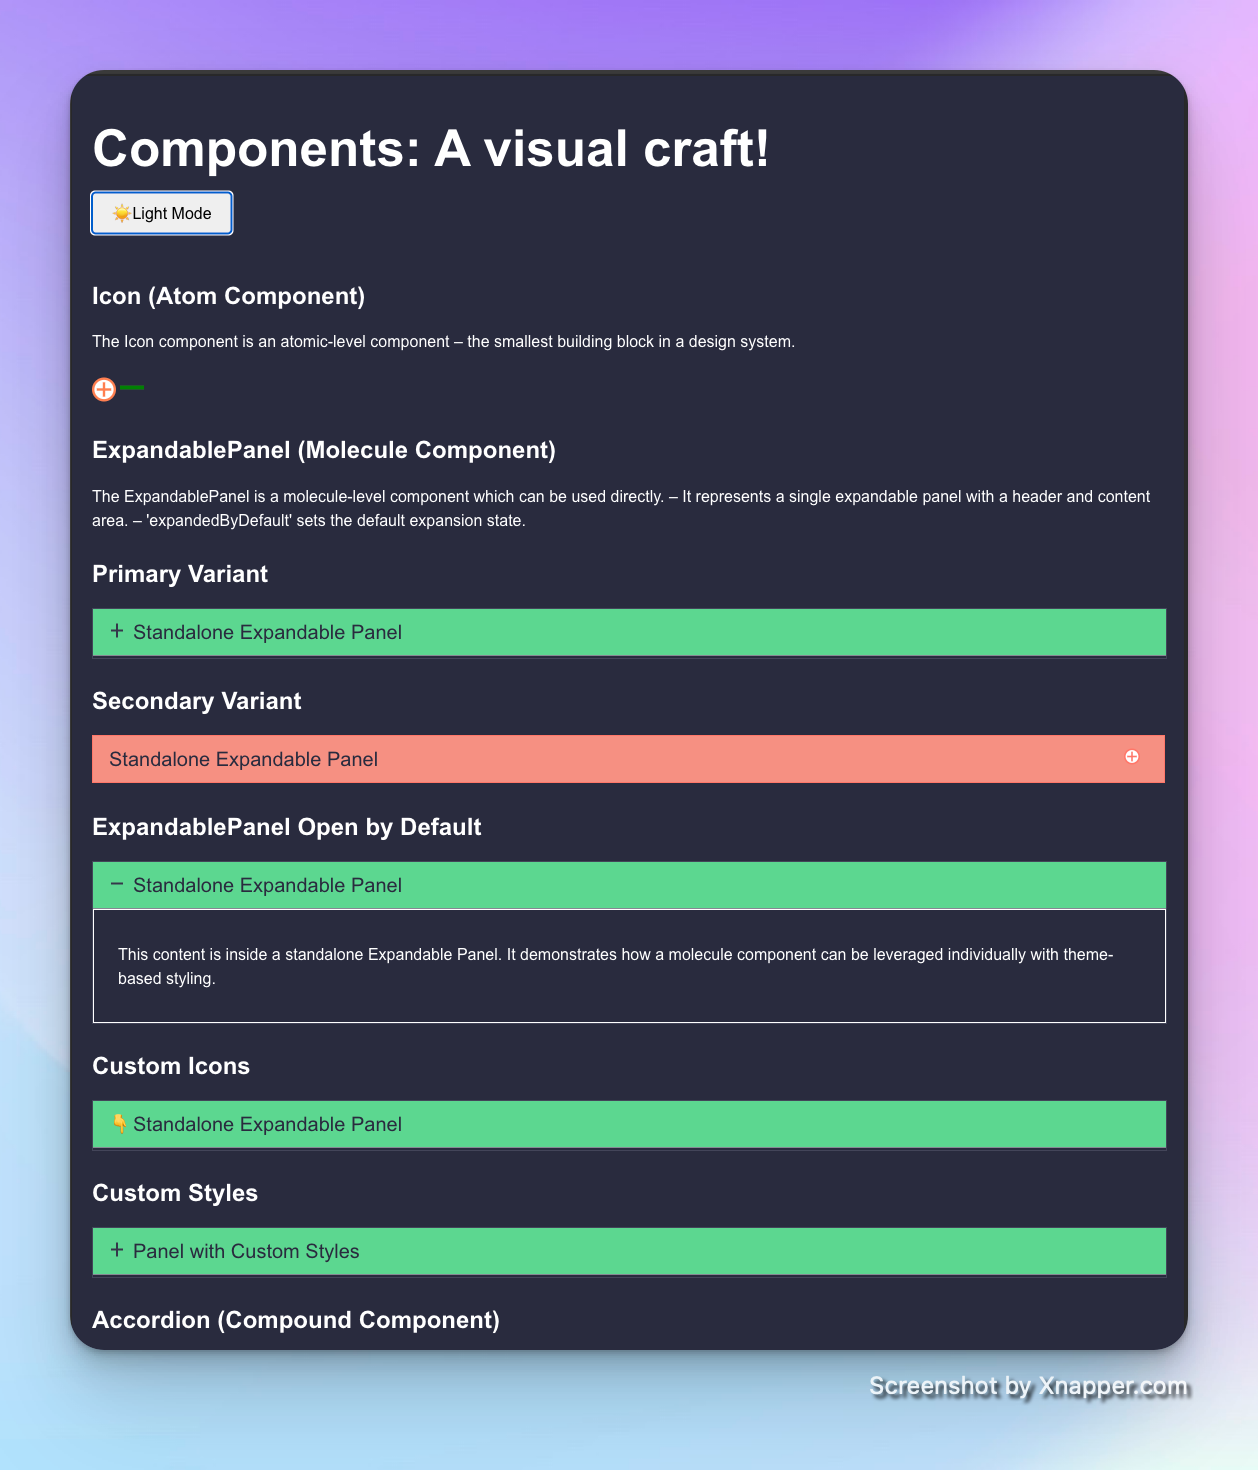 Components: A visual craft!
☀️Light Mode
Icon (Atom Component)
The Icon component is an atomic-level component – the smallest building block in a design system.
ExpandablePanel (Molecule Component)
The ExpandablePanel is a molecule-level component which can be used directly. – It represents a single expandable panel with a header and content
area. – 'expandedByDefault' sets the default expansion state.
Primary Variant
+ Standalone Expandable Panel
Secondary Variant
Standalone Expandable Panel
ExpandablePanel Open by Default
– Standalone Expandable Panel
This content is inside a standalone Expandable Panel. It demonstrates how a molecule component can be leveraged individually with theme-
based styling.
Custom Icons
👇Standalone Expandable Panel
Custom Styles
+ Panel with Custom Styles
Accordion (Compound Component)
Screenshot by Xnapper.com